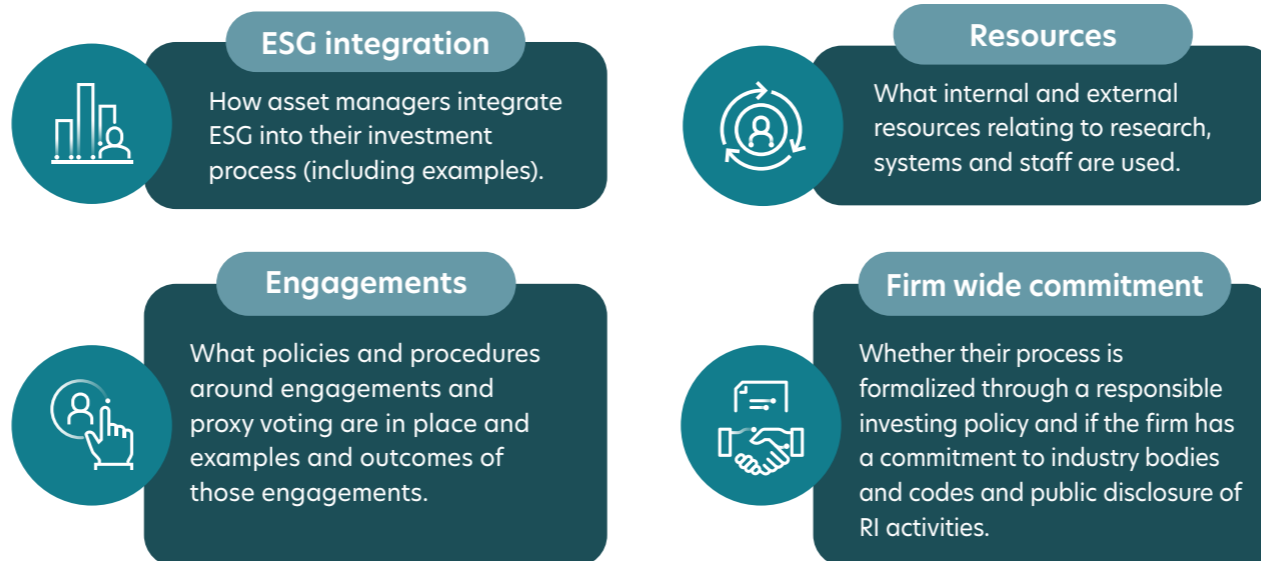 ESG integration
How asset managers integrate
ESG into their investment
process (including examples).
Resources
What internal and external
resources relating to research,
systems and staff are used.
Engagements
What policies and procedures
around engagements and
proxy voting are in place and
examples and outcomes of
those engagements.
Firm wide commitment
Whether their process is
formalized through a responsible
investing policy and if the firm has
a commitment to industry bodies
and codes and public disclosure of
RI activities.